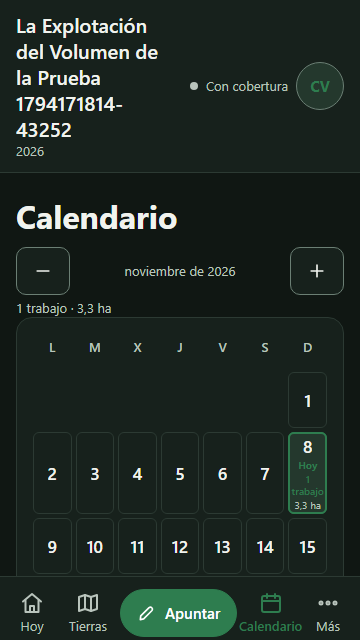 La Explotación
del Volumen de
la Prueba
1794171814-
43252
2026
Con cobertura
CV
Calendario
−
noviembre de 2026
+
1 trabajo · 3,3 ha
L M X J V S D
1
2 3 4 5 6 7 8
Hoy
1
trabajo
3,3 ha
9 10 11 12 13 14 15
Hoy Tierras Apuntar Calendario Más